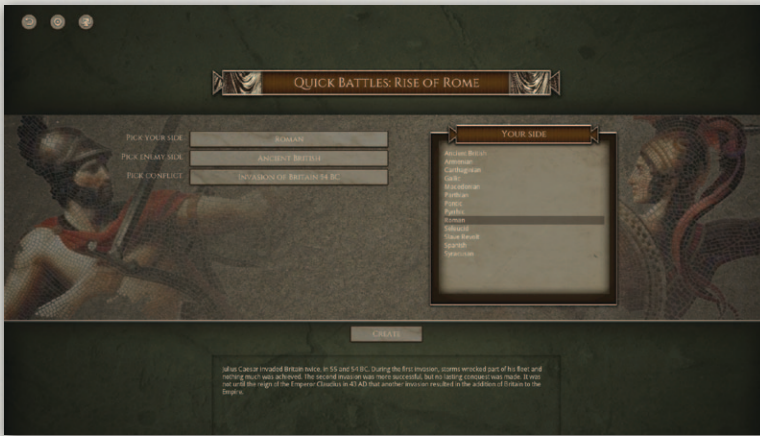 QUICK BATTLES: RISE OF ROME
PICK YOUR SIDE
ROMAN
PICK ENEMY SIDE
ANCIENT BRITISH
PICK CONFLICT
INVASION OF BRITAIN 54 BC
YOUR SIDE
Ancient British
Armenian
Carthaginian
Gallic
Macedonian
Parthian
Pontic
Pyrrhic
Roman
Seleucid
Slave Revolt
Spanish
Syracusan
CREATE
Julius Caesar invaded Britain twice, in 55 and 54 BC. During the first invasion, storms wrecked part of his fleet and
nothing much was achieved. The second invasion was more successful, but no lasting conquest was made. It was
not until the reign of the Emperor Claudius in 43 AD that another invasion resulted in the addition of Britain to the
Empire.